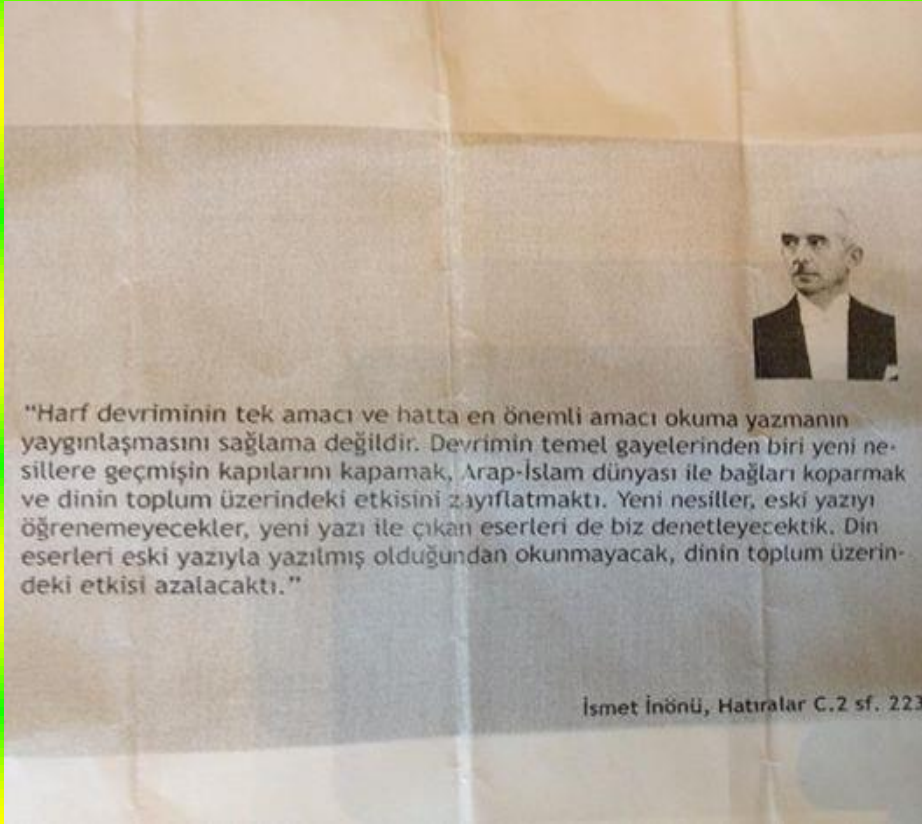 “Harf devriminin tek amacı ve hatta en önemli amacı okuma yazmanın
yaygınlaşmasını sağlama değildir. Devrimin temel gayelerinden biri yeni ne-
sillere geçmişin kapılarını kapamak, Arap-İslam dünyası ile bağları koparmak
ve dinin toplum üzerindeki etkisini zayıflatmaktı. Yeni nesiller, eski yazıyı
öğrenemeyecekler, yeni yazı ile çıkan eserleri de biz denetleyecektik. Din
eserleri eski yazıyla yazılmış olduğundan okunmayacak, dinin toplum üzerin-
deki etkisi azalacaktı.”
İsmet İnönü, Hatıralar C.2 sf. 223